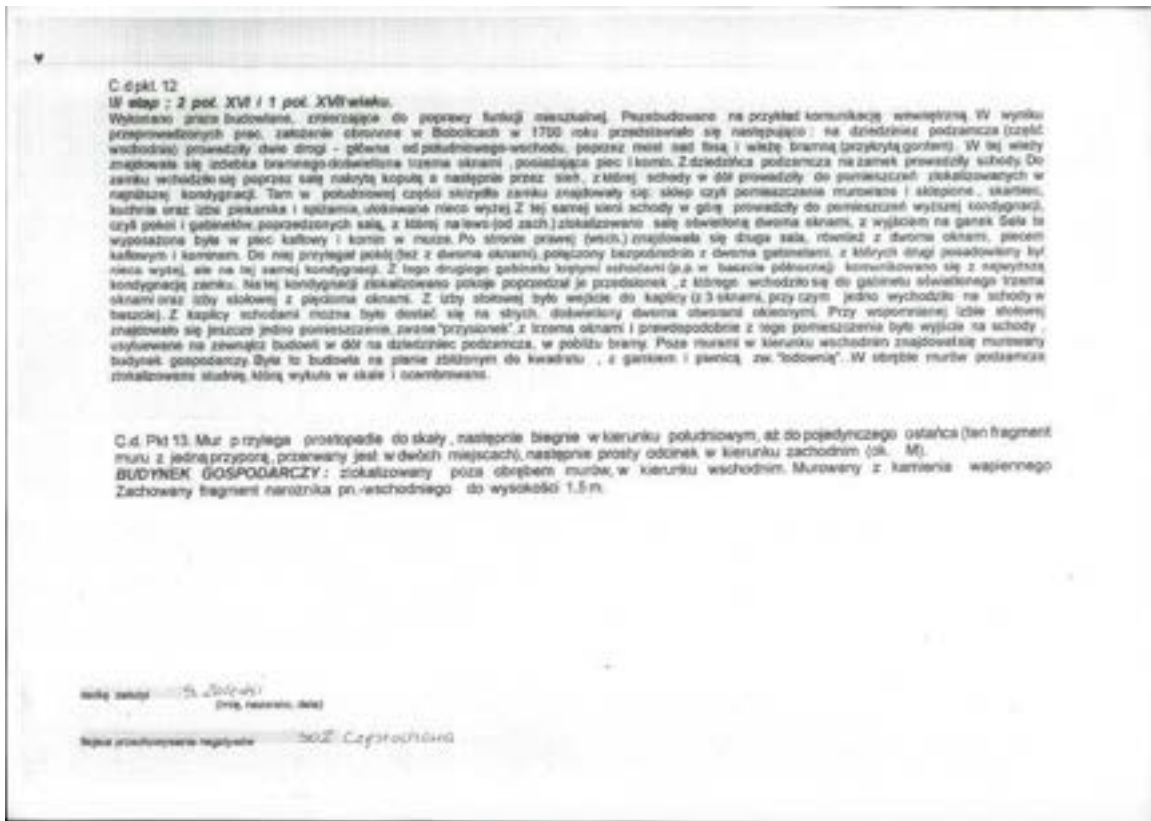 C.d pkt. 12
III etap : 2 poł. XVI i 1 poł. XVII wieku.
Wykonano prace budowlane, zmierzające do poprawy funkcji mieszkalnej. Przebudowane na przykład komunikację wewnętrzną. W wyniku
przeprowadzonych prac, założenie obronne w Bobolicach w 1700 roku przedstawiało się następująco : na dziedziniec podzamcza (część
wschodnia) prowadziły dwie drogi - główna od południowego-wschodu, poprzez most nad fosą i wieżę bramną (przykrytą gontem). W tej wieży
znajdowała się izdebka bramnego doświetlona trzema oknami , posiadająca piec i komin. Z dziedzińca podzamcza na zamek prowadziły schody. Do
zamku wchodziło się poprzez salę nakrytą kopułą a następnie przez sień , z której schody w dół prowadziły do pomieszczeń zlokalizowanych w
najniższej kondygnacji. Tam w południowej części skrzydła zamku znajdowały się: sklep czyli pomieszczenie murowane i sklepione , skarbiec,
kuchnia oraz izba piekarska i spiżarnia, ulokowane nieco wyżej. Z tej samej sieni schody w górę prowadziły do pomieszczeń wyższej kondygnacji,
czyli pokoi i gabinetów, poprzedzonych salą, z której na lewo (od zach.) zlokalizowano salę oświetloną dwoma oknami, z wyjściem na ganek. Sala ta
wyposażona była w piec kaflowy i komin w murze. Po stronie prawej (wsch.) znajdowała się druga sala, również z dwoma oknami, piecem
kaflowym i kominem. Do niej przylegał pokój (też z dwoma oknami), połączony bezpośrednio z dwoma gabinetami, z których drugi posadowiony był
nieco wyżej, ale na tej samej kondygnacji. Z tego drugiego gabinetu krętymi schodami (p.p. w baszcie północnej) komunikowano się z najwyższą
kondygnacją zamku. Na tej kondygnacji zlokalizowano pokoje poprzedzał je przedsionek , z którego wchodziło się do gabinetu oświetlonego trzema
oknami oraz izby stołowej z pięcioma oknami. Z izby stołowej było wejście do kaplicy (z 3 oknami, przy czym jedno wychodziło na schody w
baszcie). Z kaplicy schodami można było dostać się na strych, doświetlony dwoma otworami okiennymi. Przy wspomnianej izbie stołowej
znajdowało się jeszcze jedno pomieszczenie, zwane "przysionek" z trzema oknami i prawdopodobnie z tego pomieszczenia było wyjście na schody ,
usytuowane na zewnątrz budowli w dół na dziedziniec podzamcza, w pobliżu bramy. Poza murami w kierunku wschodnim znajdował się murowany
budynek gospodarczy. Była to budowla na planie zbliżonym do kwadratu , z gankiem i piwnicą zw. "lodownią". W obrębie murów podzamcza
zlokalizowano studnię, którą wykuto w skale i ocembrowano.
C.d. Pkt 13. Mur przylega prostopadle do skały , następnie biegnie w kierunku południowym, aż do pojedynczego ostańca (ten fragment
muru z jedną przyporą, przerwany jest w dwóch miejscach), następnie prosty odcinek w kierunku zachodnim (ok. M).
BUDYNEK GOSPODARCZY : zlokalizowany poza obrębem murów, w kierunku wschodnim. Murowany z kamienia wapiennego
Zachowany fragment narożnika pn.-wschodniego do wysokości 1,5 m.
(imię, nazwisko, data)
Miejsce przechowywania negatywów SOZ Częstochowa